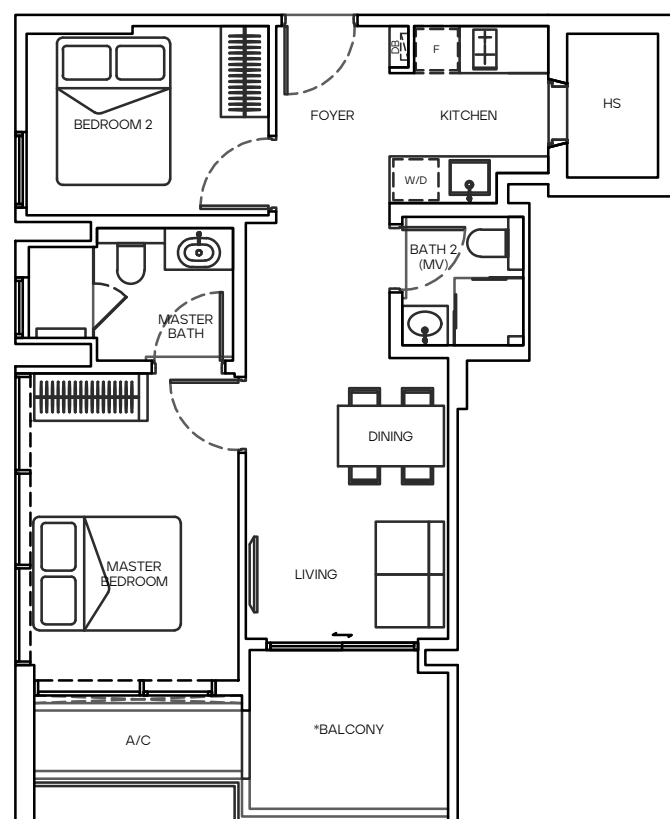 DB
F
BEDROOM 2
FOYER
KITCHEN
HS
W/D
BATH 2
(MV)
MASTER
BATH
DINING
MASTER
BEDROOM
LIVING
A/C
*BALCONY